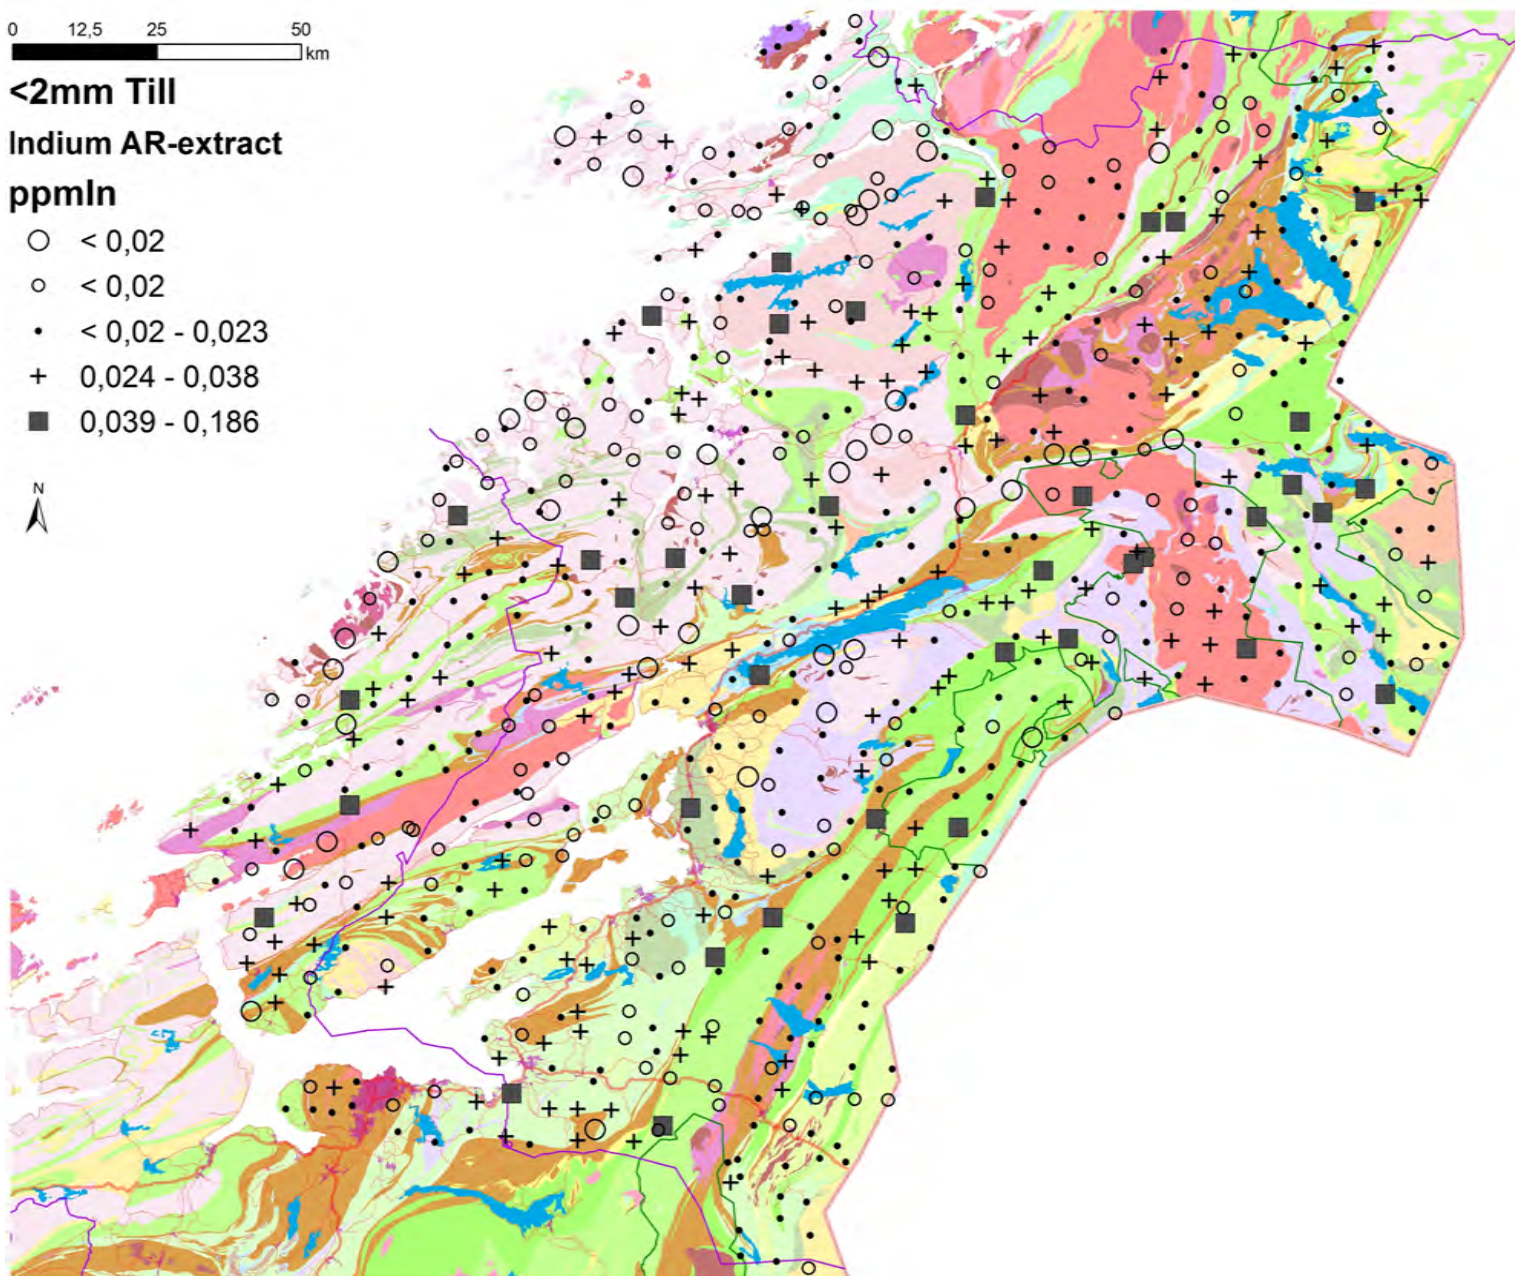 0 12,5 25 50
km
<2mm Till
Indium AR-extract
ppmIn
< 0,02
< 0,02
< 0,02 - 0,023
0,024 - 0,038
0,039 - 0,186
N